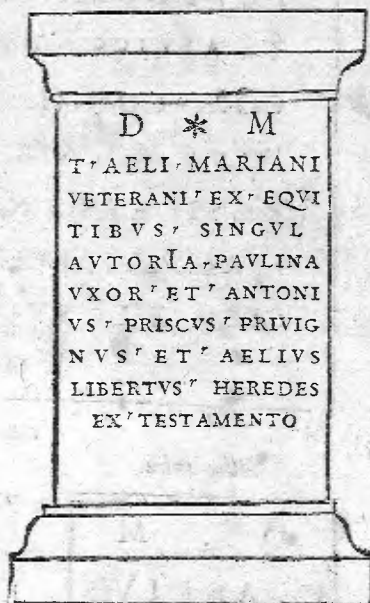 D * M
T ʳ AELI ʳ MARIANI
VETERANI ʳ EX ʳ EQVI
TIBVS ʳ SINGVL
AVTORIA ʳ PAVLINA
VXOR ʳ ET ʳ ANTONI
VS ʳ PRISCVS ʳ PRIVIG
NVS ʳ ET ʳ AELIVS
LIBERTVS ʳ HEREDES
EX ʳ TESTAMENTO